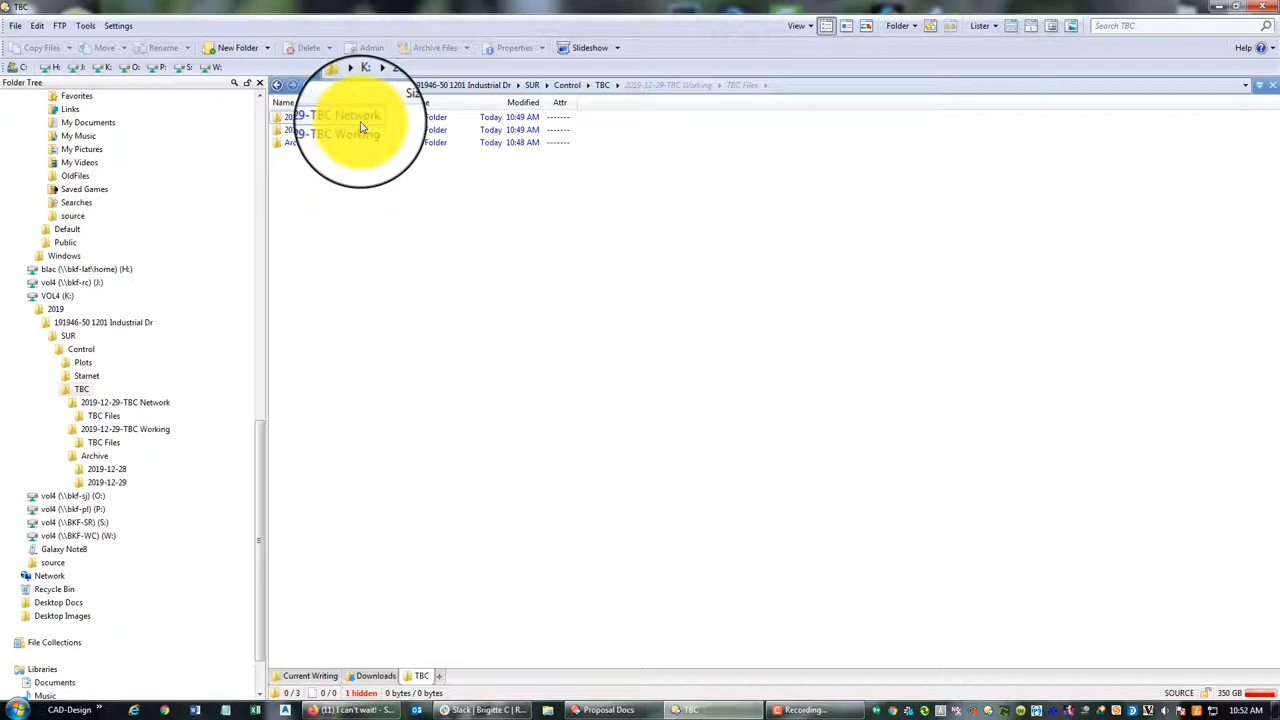 TBC
File Edit FTP Tools Settings View Folder Lister Search TBC
Copy Files Move Rename New Folder Delete Admin Archive Files Properties Slideshow Help
C: H: J: K: O: P: S: W:
Folder Tree
K:
191946-50 1201 Industrial Dr SUR Control TBC 2019-12-29-TBC Working TBC Files
Name Modified Attr
29-TBC Network Folder Today 10:49 AM -------
29-TBC Working Folder Today 10:49 AM -------
Folder Today 10:48 AM -------
Favorites
Links
My Documents
My Music
My Pictures
My Videos
OldFiles
Saved Games
Searches
source
Default
Public
Windows
blac (\\bkf-lat\home) (H:)
vol4 (\\bkf-rc) (J:)
VOL4 (K:)
2019
191946-50 1201 Industrial Dr
SUR
Control
Plots
Starnet
TBC
2019-12-29-TBC Network
TBC Files
2019-12-29-TBC Working
TBC Files
Archive
2019-12-28
2019-12-29
vol4 (\\bkf-sj) (O:)
vol4 (\\bkf-pl) (P:)
vol4 (\\BKF-SR) (S:)
vol4 (\\BKF-WC) (W:)
Galaxy Note8
source
Network
Recycle Bin
Desktop Docs
Desktop Images
File Collections
Libraries
Documents
Music
Current Writing Downloads TBC
0 / 3 0 / 0 1 hidden 0 bytes / 0 bytes SOURCE 350 GB
CAD-Design (11) I can't wait! - S... Slack | Brigitte C | R... Proposal Docs TBC Recording... 10:52 AM